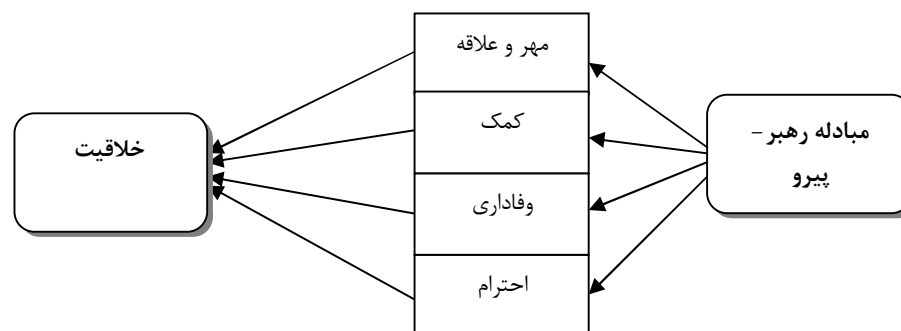 مبادله رهبر –
پیرو
مهر و علاقه
کمک
وفاداری
احترام
خلاقیت